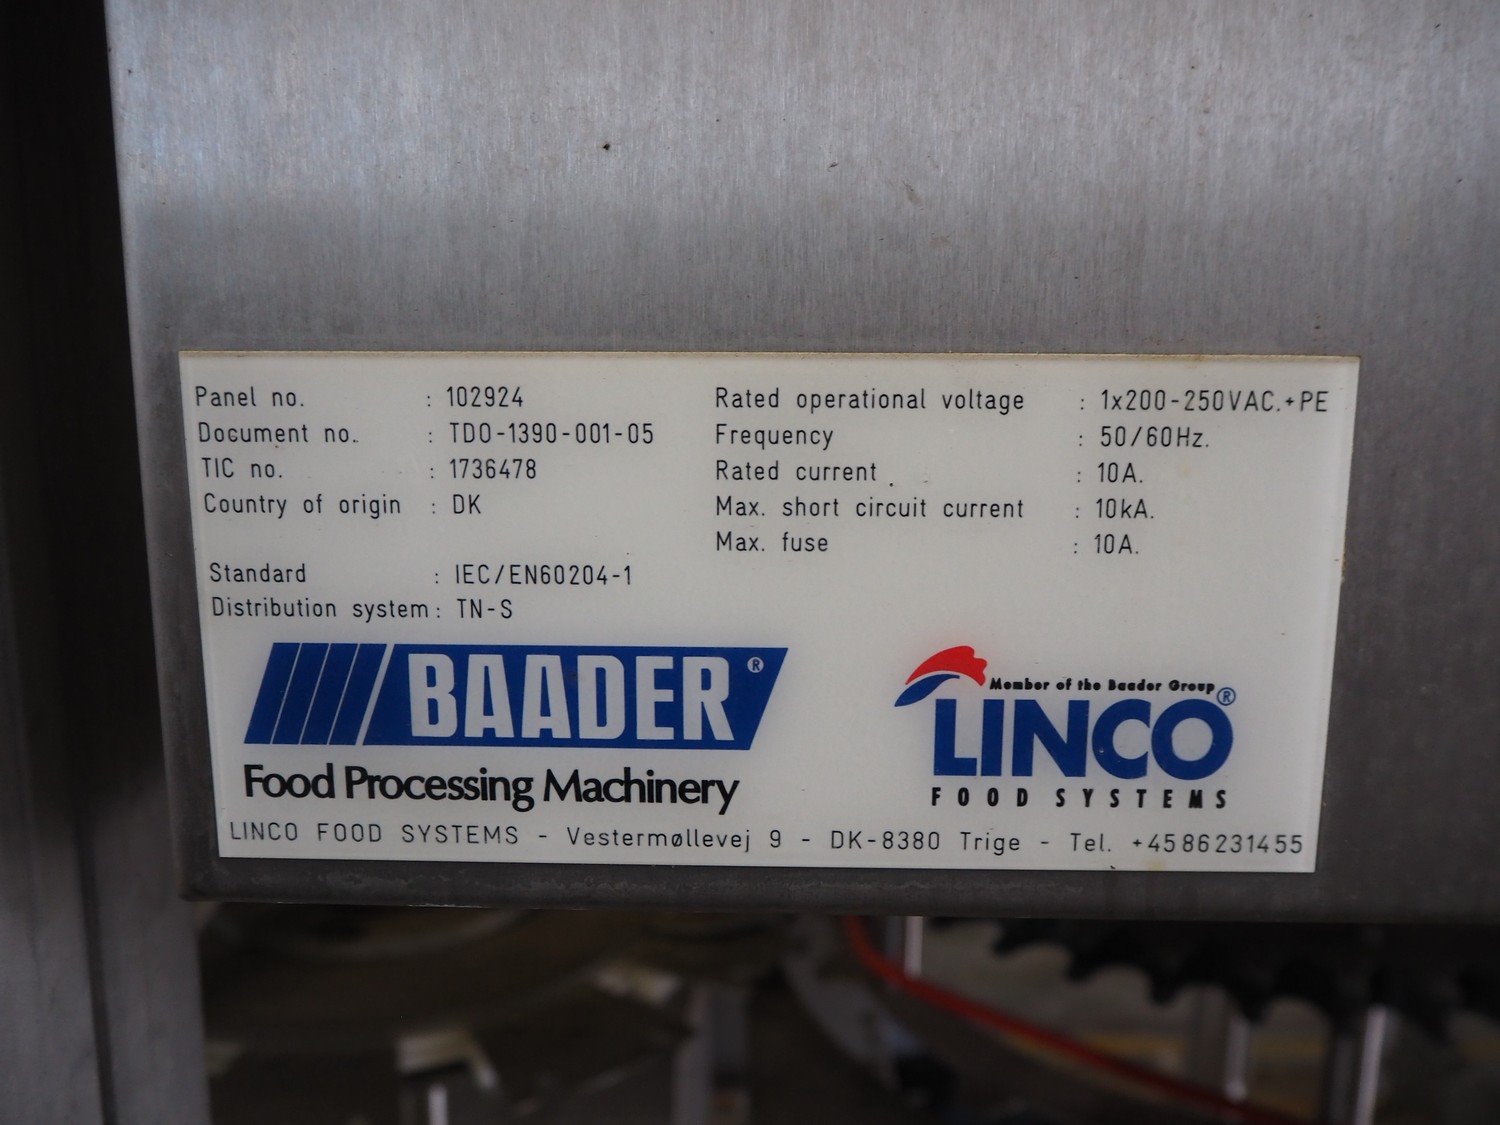 Panel no. : 102924
Document no. : TDO-1390-001-05
TIC no. : 1736478
Country of origin : DK
Standard : IEC/EN60204-1
Distribution system : TN-S
Rated operational voltage : 1x200-250VAC.+PE
Frequency : 50/60Hz.
Rated current : 10A.
Max. short circuit current : 10kA.
Max. fuse : 10A.
BAADER®
Food Processing Machinery
Member of the Baader Group
LINCO®
FOOD SYSTEMS
LINCO FOOD SYSTEMS - Vestermøllevej 9 - DK-8380 Trige - Tel. +4586231455